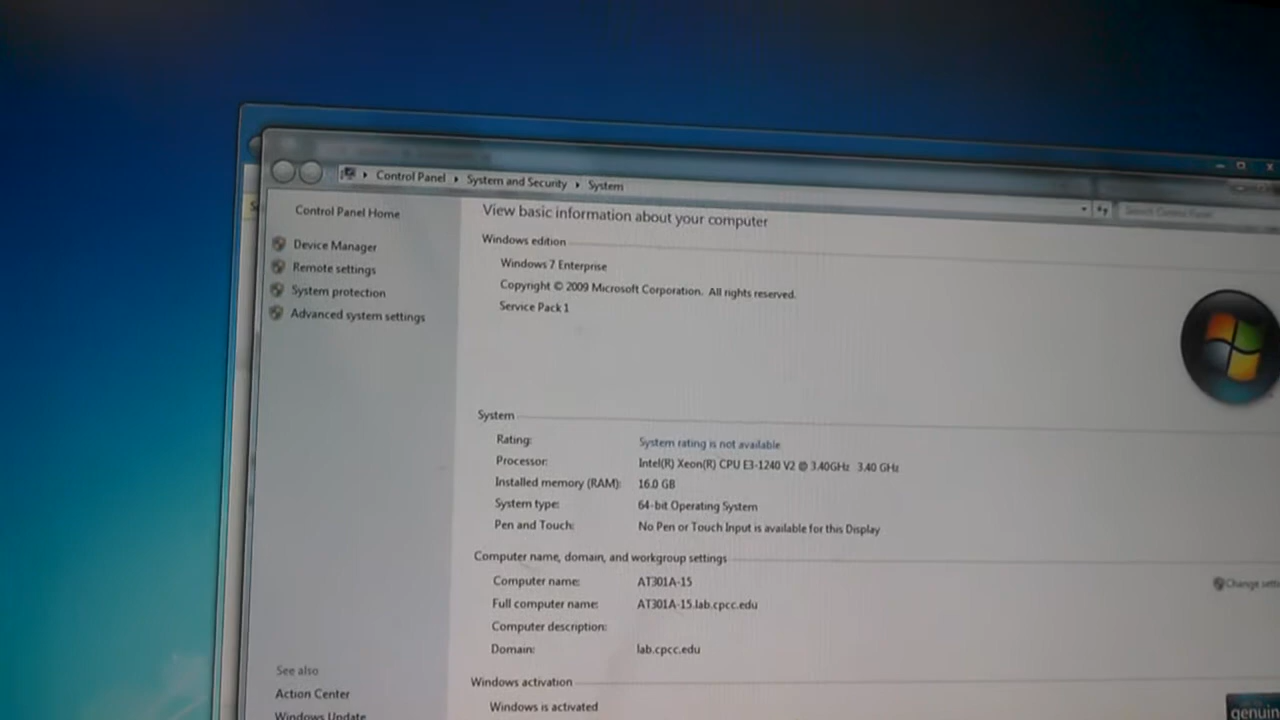 Control Panel ▸ System and Security ▸ System
Control Panel Home
Device Manager
Remote settings
System protection
Advanced system settings
See also
Action Center
Windows Update
View basic information about your computer
Windows edition
Windows 7 Enterprise
Copyright © 2009 Microsoft Corporation. All rights reserved.
Service Pack 1
System
Rating: System rating is not available
Processor: Intel(R) Xeon(R) CPU E3-1240 V2 @ 3.40GHz 3.40 GHz
Installed memory (RAM): 16.0 GB
System type: 64-bit Operating System
Pen and Touch: No Pen or Touch Input is available for this Display
Computer name, domain, and workgroup settings
Computer name: AT301A-15
Change
Full computer name: AT301A-15.lab.cpcc.edu
Computer description:
Domain: lab.cpcc.edu
Windows activation
Windows is activated
genuin